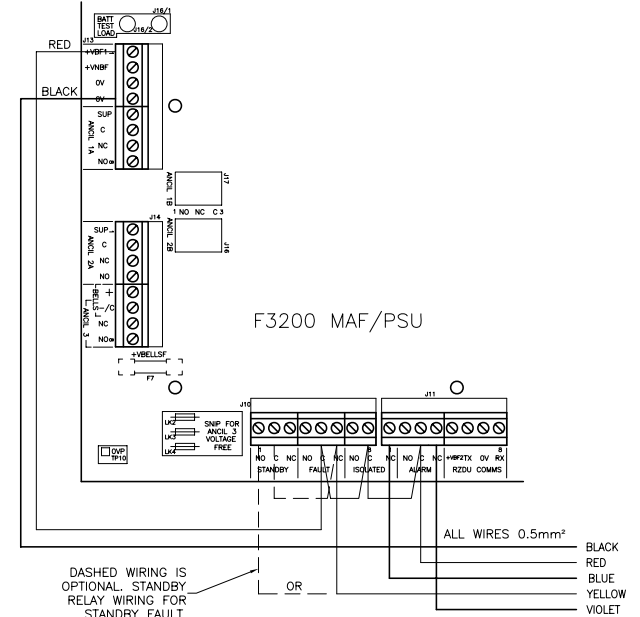 J16/1
BATT
TEST
LOAD
J16/2
J13
RED
+VBF1
+VNBF
0V
BLACK
0V
SUP
C
NC
NO
ANCIL 1A
ANCIL 1B
J17
1 NO NC C 3
ANCIL 2B
J16
J14
SUP
C
NC
NO
ANCIL 2A
+
-/C
NC
NO
BELLS
ANCIL 3
+VBELLSF
F7
F3200 MAF/PSU
J10
J11
LK2
LK3
LK4
SNIP FOR
ANCIL 3
VOLTAGE
FREE
OVP
TP10
1 8 1 8
NO C NC NO C NC NO C NC NO C NC +VBF2 TX 0V RX
STANDBY FAULT ISOLATED ALARM RZDU COMMS
ALL WIRES 0.5mm²
BLACK
RED
BLUE
YELLOW
VIOLET
OR
DASHED WIRING IS
OPTIONAL. STANDBY
RELAY WIRING FOR
STANDBY FAULT